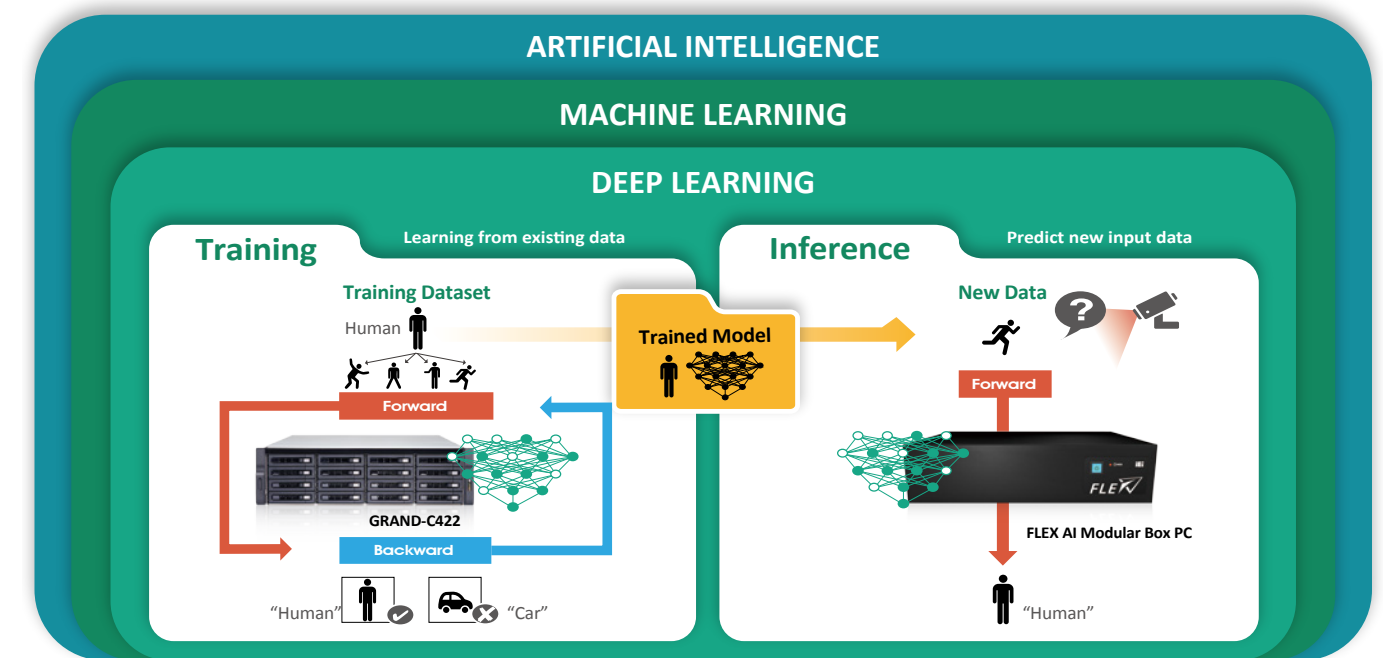 ARTIFICIAL INTELLIGENCE
MACHINE LEARNING
DEEP LEARNING
Training
Learning from existing data
Training Dataset
Human
Forward
GRAND-C422
Backward
“Human”
“Car”
Trained Model
Inference
Predict new input data
New Data
?
Forward
FLEX
FLEX AI Modular Box PC
“Human”